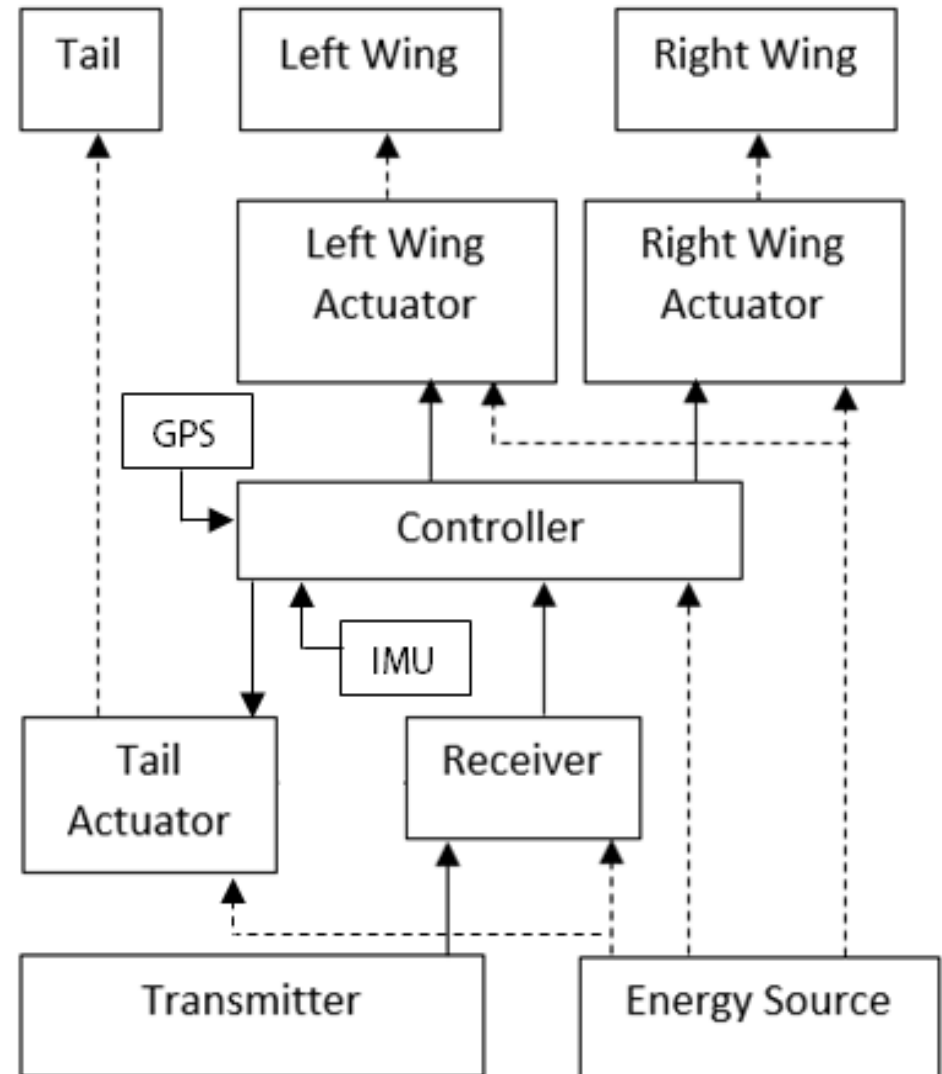 Tail
Left Wing
Right Wing
Left Wing
Actuator
Right Wing
Actuator
GPS
Controller
IMU
Tail
Actuator
Receiver
Transmitter
Energy Source